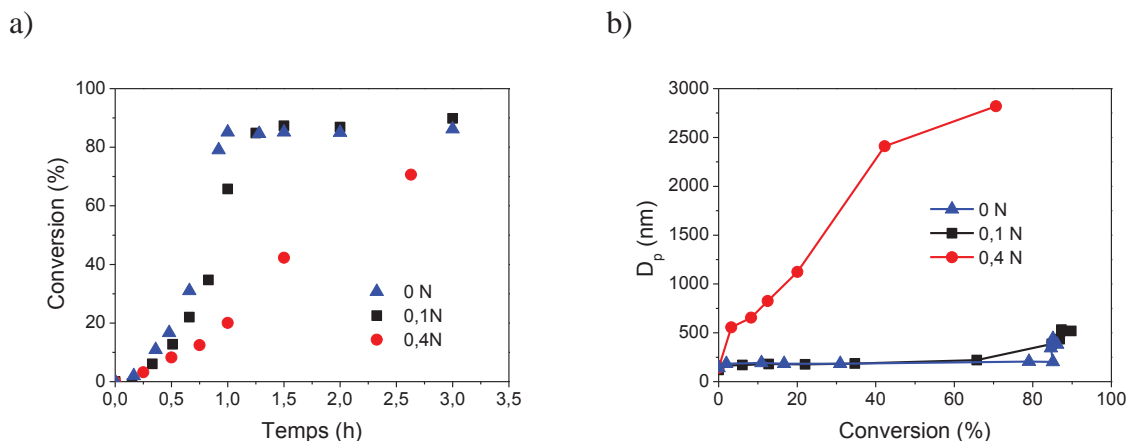 a)
b)
Conversion (%)
100
80
60
40
20
0
0,0 0,5 1,0 1,5 2,0 2,5 3,0 3,5
Temps (h)
0 N
0,1N
0,4N
D_p (nm)
3000
2500
2000
1500
1000
500
0
0 20 40 60 80 100
Conversion (%)
0 N
0,1 N
0,4 N